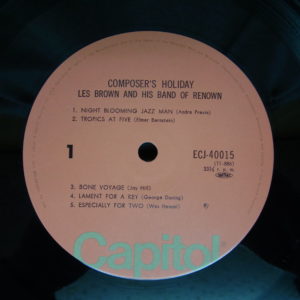 COMPOSER'S HOLIDAY
LES BROWN AND HIS BAND OF RENOWN
1. NIGHT BLOOMING JAZZ MAN (Andre Previn)
2. TROPICS AT FIVE (Elmer Bernstein)
1
ECJ-40015
33⅓ r. p. m.
3. BONE VOYAGE (Jay Hill)
4. LAMENT FOR A KEY (George Duning)
5. ESPECIALLY FOR TWO (Wes Hensel)
Ⓟ
Capitol